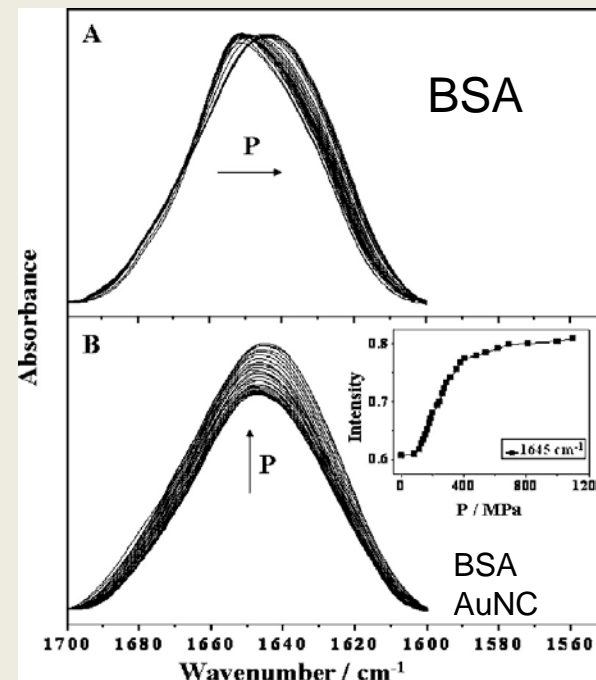 A
BSA
P
Absorbance
B
P
Intensity
0.8
0.7
0.6
1645 cm⁻¹
0 400 800 120
P / MPa
BSA
AuNC
1700 1680 1660 1640 1620 1600 1580 1560
Wavenumber / cm⁻¹